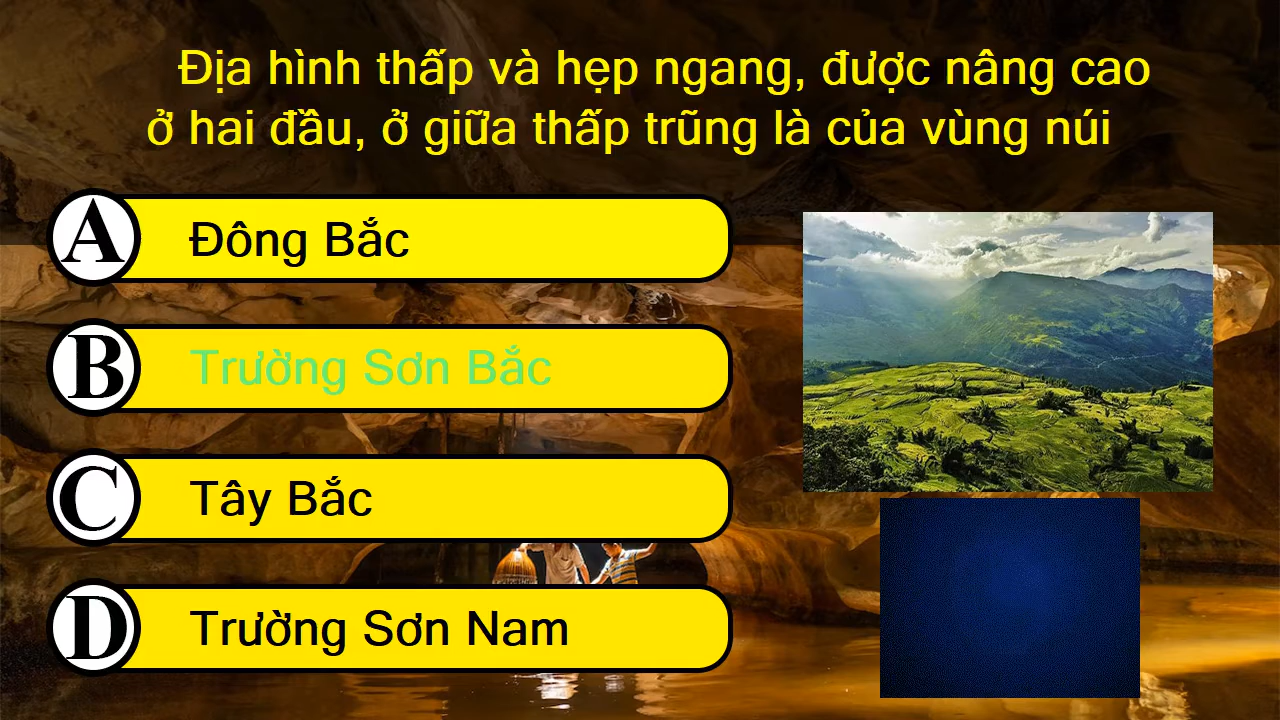 Địa hình thấp và hẹp ngang, được nâng cao
ở hai đầu, ở giữa thấp trũng là của vùng núi
A Đông Bắc
B Trường Sơn Bắc
C Tây Bắc
D Trường Sơn Nam